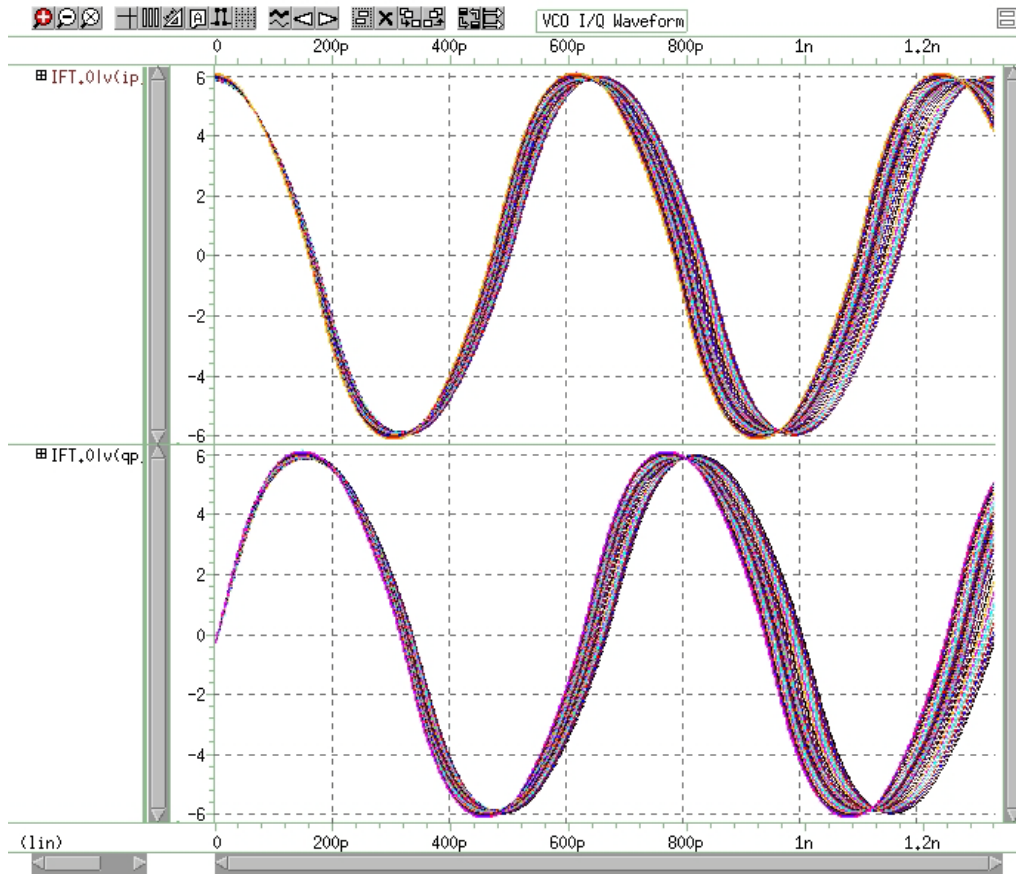 VCO I/Q Waveform
0 200p 400p 600p 800p 1n 1.2n
IFT.0|v(ip.
6
4
2
0
-2
-4
-6
IFT.0|v(qp.
6
4
2
0
-2
-4
-6
(lin) 0 200p 400p 600p 800p 1n 1.2n